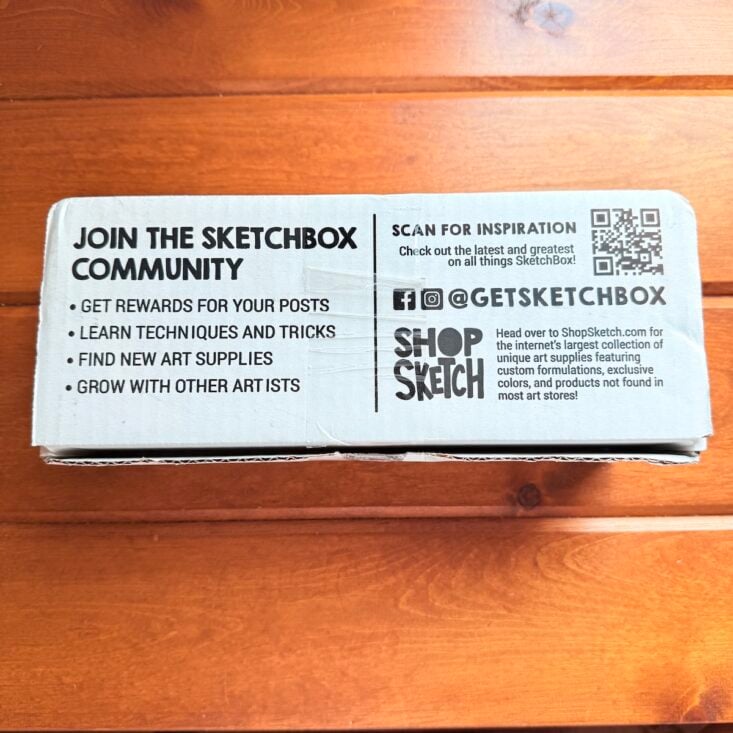 JOIN THE SKETCHBOX
COMMUNITY
• GET REWARDS FOR YOUR POSTS
• LEARN TECHNIQUES AND TRICKS
• FIND NEW ART SUPPLIES
• GROW WITH OTHER ARTISTS
SCAN FOR INSPIRATION
Check out the latest and greatest
on all things SketchBox!
@GETSKETCHBOX
SHOP
SKETCH
Head over to ShopSketch.com for
the internet's largest collection of
unique art supplies featuring
custom formulations, exclusive
colors, and products not found in
most art stores!